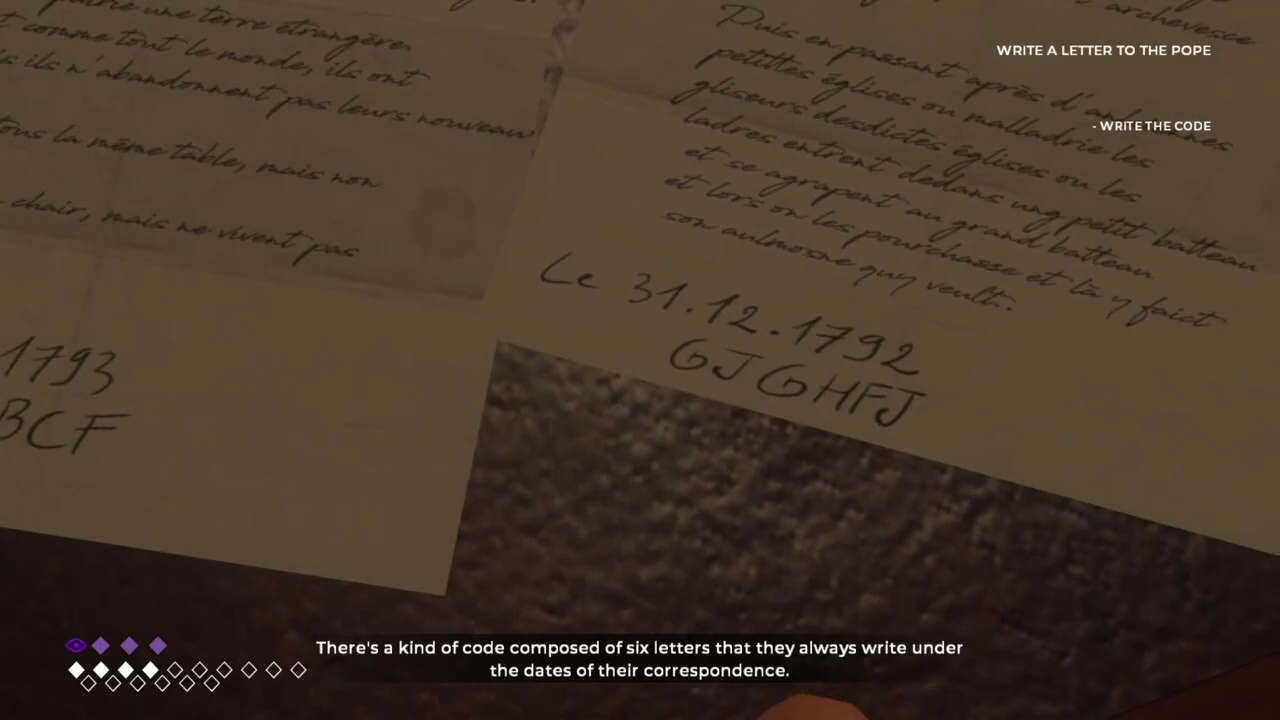 patrie une terre étrangère.
comme tout le monde, ils ont
ils n'abandonnent pas leurs nouveau
tous la même table, mais non
chair, mais ne vivent pas
1793
BCF
archevesce
Puis en passant après d'
petittes églises ou malladrie les
gliseurs desdictes églises ou les
ladres entrent dedans ung petit batteau
et se agrapent au grand batteau
et lors on les pourchasse et là y faict
son aulmosne quy veult..
Le 31.12.1792
GJGHFJ
WRITE A LETTER TO THE POPE
- WRITE THE CODE
There's a kind of code composed of six letters that they always write under
the dates of their correspondence.